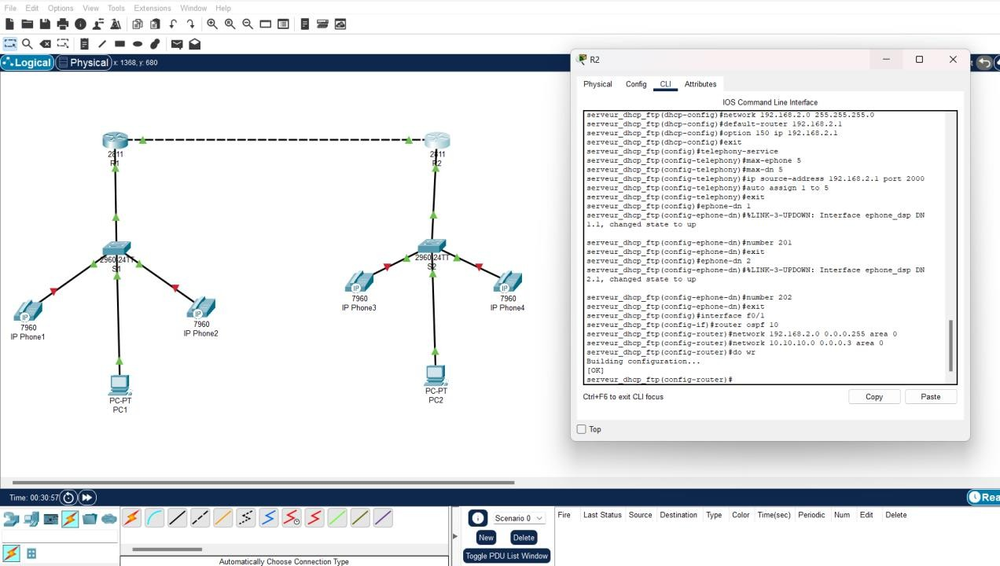 File Edit Options View Tools Extensions Window Help
Logical Physical x: 1368, y: 680
2811
R1
2811
R2
2960-24TT
S1
2960-24TT
S2
7960
IP Phone1
7960
IP Phone2
7960
IP Phone3
7960
IP Phone4
IP
IP
IP
IP
PC-PT
PC1
PC-PT
PC2
R2
Physical Config CLI Attributes
IOS Command Line Interface
serveur_dhcp_ftp(dhcp-config)#network 192.168.2.0 255.255.255.0
serveur_dhcp_ftp(dhcp-config)#default-router 192.168.2.1
serveur_dhcp_ftp(dhcp-config)#option 150 ip 192.168.2.1
serveur_dhcp_ftp(dhcp-config)#exit
serveur_dhcp_ftp(config)#telephony-service
serveur_dhcp_ftp(config-telephony)#max-ephone 5
serveur_dhcp_ftp(config-telephony)#max-dn 5
serveur_dhcp_ftp(config-telephony)#ip source-address 192.168.2.1 port 2000
serveur_dhcp_ftp(config-telephony)#auto assign 1 to 5
serveur_dhcp_ftp(config-telephony)#exit
serveur_dhcp_ftp(config)#ephone-dn 1
serveur_dhcp_ftp(config-ephone-dn)#%LINK-3-UPDOWN: Interface ephone_dsp DN
1.1, changed state to up
serveur_dhcp_ftp(config-ephone-dn)#number 201
serveur_dhcp_ftp(config-ephone-dn)#exit
serveur_dhcp_ftp(config)#ephone-dn 2
serveur_dhcp_ftp(config-ephone-dn)#%LINK-3-UPDOWN: Interface ephone_dsp DN
2.1, changed state to up
serveur_dhcp_ftp(config-ephone-dn)#number 202
serveur_dhcp_ftp(config-ephone-dn)#exit
serveur_dhcp_ftp(config)#interface f0/1
serveur_dhcp_ftp(config-if)#router ospf 10
serveur_dhcp_ftp(config-router)#network 192.168.2.0 0.0.0.255 area 0
serveur_dhcp_ftp(config-router)#network 10.10.10.0 0.0.0.3 area 0
serveur_dhcp_ftp(config-router)#do wr
Building configuration...
[OK]
serveur_dhcp_ftp(config-router)#
Ctrl+F6 to exit CLI focus
Copy Paste
Top
Time: 00:30:57
Scenario 0
New Delete
Toggle PDU List Window
Fire Last Status Source Destination Type Color Time(sec) Periodic Num Edit Delete
Automatically Choose Connection Type